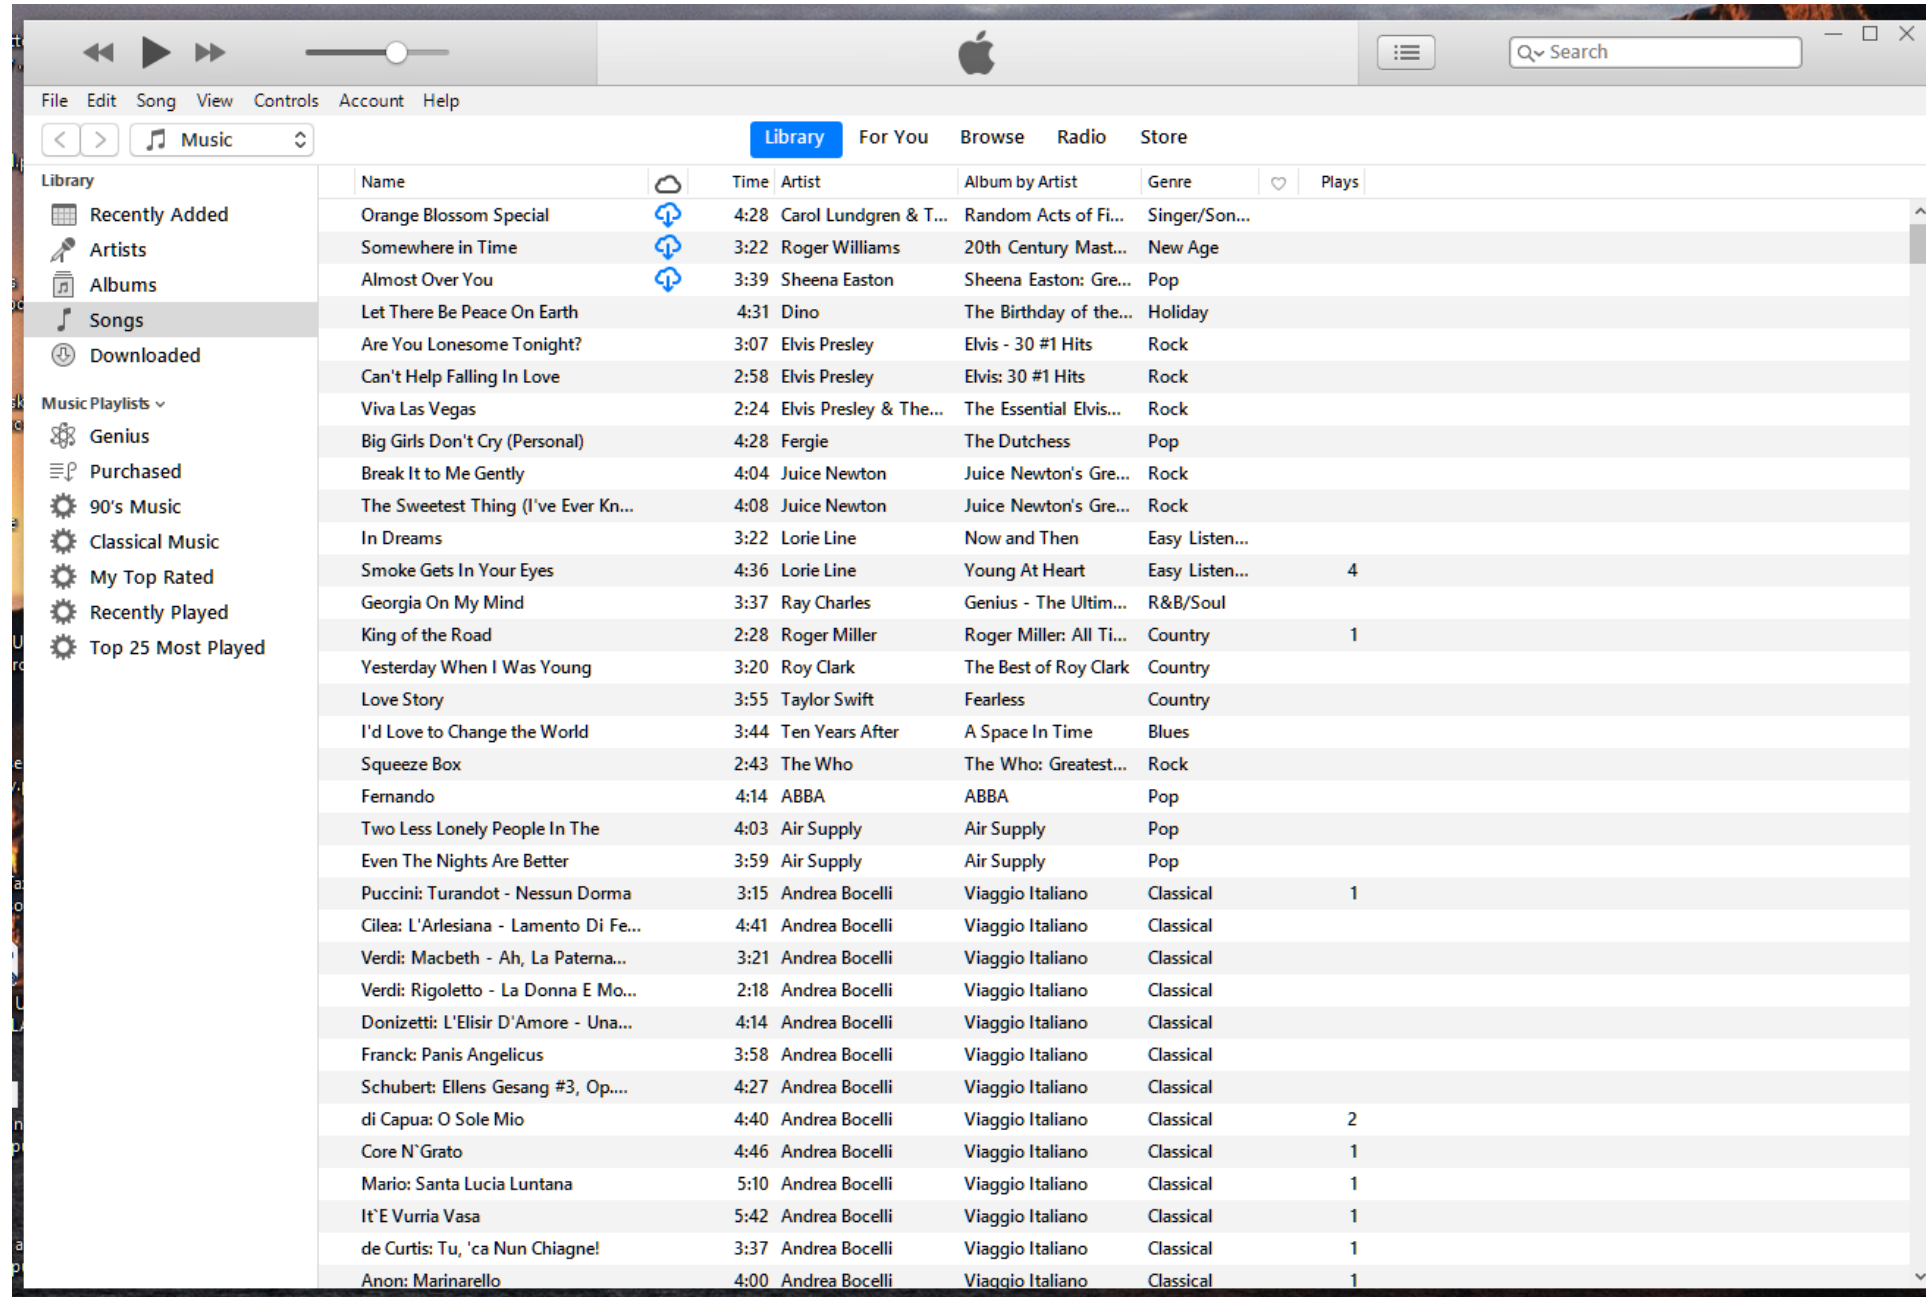 Search
File Edit Song View Controls Account Help
Music Library For You Browse Radio Store
Library
Recently Added
Artists
Albums
Songs
Downloaded
Music Playlists
Genius
Purchased
90's Music
Classical Music
My Top Rated
Recently Played
Top 25 Most Played
Name Time Artist Album by Artist Genre Plays
Orange Blossom Special 4:28 Carol Lundgren & T... Random Acts of Fi... Singer/Son...
Somewhere in Time 3:22 Roger Williams 20th Century Mast... New Age
Almost Over You 3:39 Sheena Easton Sheena Easton: Gre... Pop
Let There Be Peace On Earth 4:31 Dino The Birthday of the... Holiday
Are You Lonesome Tonight? 3:07 Elvis Presley Elvis - 30 #1 Hits Rock
Can't Help Falling In Love 2:58 Elvis Presley Elvis: 30 #1 Hits Rock
Viva Las Vegas 2:24 Elvis Presley & The... The Essential Elvis... Rock
Big Girls Don't Cry (Personal) 4:28 Fergie The Dutchess Pop
Break It to Me Gently 4:04 Juice Newton Juice Newton's Gre... Rock
The Sweetest Thing (I've Ever Kn... 4:08 Juice Newton Juice Newton's Gre... Rock
In Dreams 3:22 Lorie Line Now and Then Easy Listen...
Smoke Gets In Your Eyes 4:36 Lorie Line Young At Heart Easy Listen... 4
Georgia On My Mind 3:37 Ray Charles Genius - The Ultim... R&B/Soul
King of the Road 2:28 Roger Miller Roger Miller: All Ti... Country 1
Yesterday When I Was Young 3:20 Roy Clark The Best of Roy Clark Country
Love Story 3:55 Taylor Swift Fearless Country
I'd Love to Change the World 3:44 Ten Years After A Space In Time Blues
Squeeze Box 2:43 The Who The Who: Greatest... Rock
Fernando 4:14 ABBA ABBA Pop
Two Less Lonely People In The 4:03 Air Supply Air Supply Pop
Even The Nights Are Better 3:59 Air Supply Air Supply Pop
Puccini: Turandot - Nessun Dorma 3:15 Andrea Bocelli Viaggio Italiano Classical 1
Cilea: L'Arlesiana - Lamento Di Fe... 4:41 Andrea Bocelli Viaggio Italiano Classical
Verdi: Macbeth - Ah, La Paterna... 3:21 Andrea Bocelli Viaggio Italiano Classical
Verdi: Rigoletto - La Donna E Mo... 2:18 Andrea Bocelli Viaggio Italiano Classical
Donizetti: L'Elisir D'Amore - Una... 4:14 Andrea Bocelli Viaggio Italiano Classical
Franck: Panis Angelicus 3:58 Andrea Bocelli Viaggio Italiano Classical
Schubert: Ellens Gesang #3, Op.... 4:27 Andrea Bocelli Viaggio Italiano Classical
di Capua: O Sole Mio 4:40 Andrea Bocelli Viaggio Italiano Classical 2
Core N`Grato 4:46 Andrea Bocelli Viaggio Italiano Classical 1
Mario: Santa Lucia Luntana 5:10 Andrea Bocelli Viaggio Italiano Classical 1
It`E Vurria Vasa 5:42 Andrea Bocelli Viaggio Italiano Classical 1
de Curtis: Tu, 'ca Nun Chiagne! 3:37 Andrea Bocelli Viaggio Italiano Classical 1
Anon: Marinarello 4:00 Andrea Bocelli Viaggio Italiano Classical 1